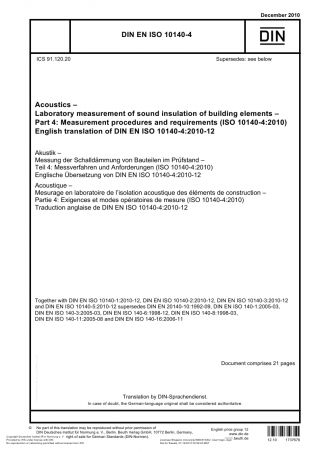 December 2010
DIN EN ISO 10140-4
DIN
ICS 91.120.20
Supersedes: see below
Acoustics –
Laboratory measurement of sound insulation of building elements –
Part 4: Measurement procedures and requirements (ISO 10140-4:2010)
English translation of DIN EN ISO 10140-4:2010-12
Akustik –
Messung der Schalldämmung von Bauteilen im Prüfstand –
Teil 4: Messverfahren und Anforderungen (ISO 10140-4:2010)
Englische Übersetzung von DIN EN ISO 10140-4:2010-12
Acoustique –
Mesurage en laboratoire de l'isolation acoustique des éléments de construction –
Partie 4: Exigences et modes opératoires de mesure (ISO 10140-4:2010)
Traduction anglaise de DIN EN ISO 10140-4:2010-12
Together with DIN EN ISO 10140-1:2010-12, DIN EN ISO 10140-2:2010-12, DIN EN ISO 10140-3:2010-12
and DIN EN ISO 10140-5:2010-12 supersedes DIN EN 20140-10:1992-09, DIN EN ISO 140-1:2005-03,
DIN EN ISO 140-3:2005-03, DIN EN ISO 140-6:1998-12, DIN EN ISO 140-8:1998-03,
DIN EN ISO 140-11:2005-08 and DIN EN ISO 140-16:2006-11
Document comprises 21 pages
Translation by DIN-Sprachendienst.
In case of doubt, the German-language original shall be considered authoritative.
© No part of this translation may be reproduced without prior permission of
DIN Deutsches Institut für Normung e. V., Berlin. Beuth Verlag GmbH, 10772 Berlin, Germany,
right of sale for German Standards (DIN-Normen).
English price group 12
www.din.de
www.beuth.de
12.10